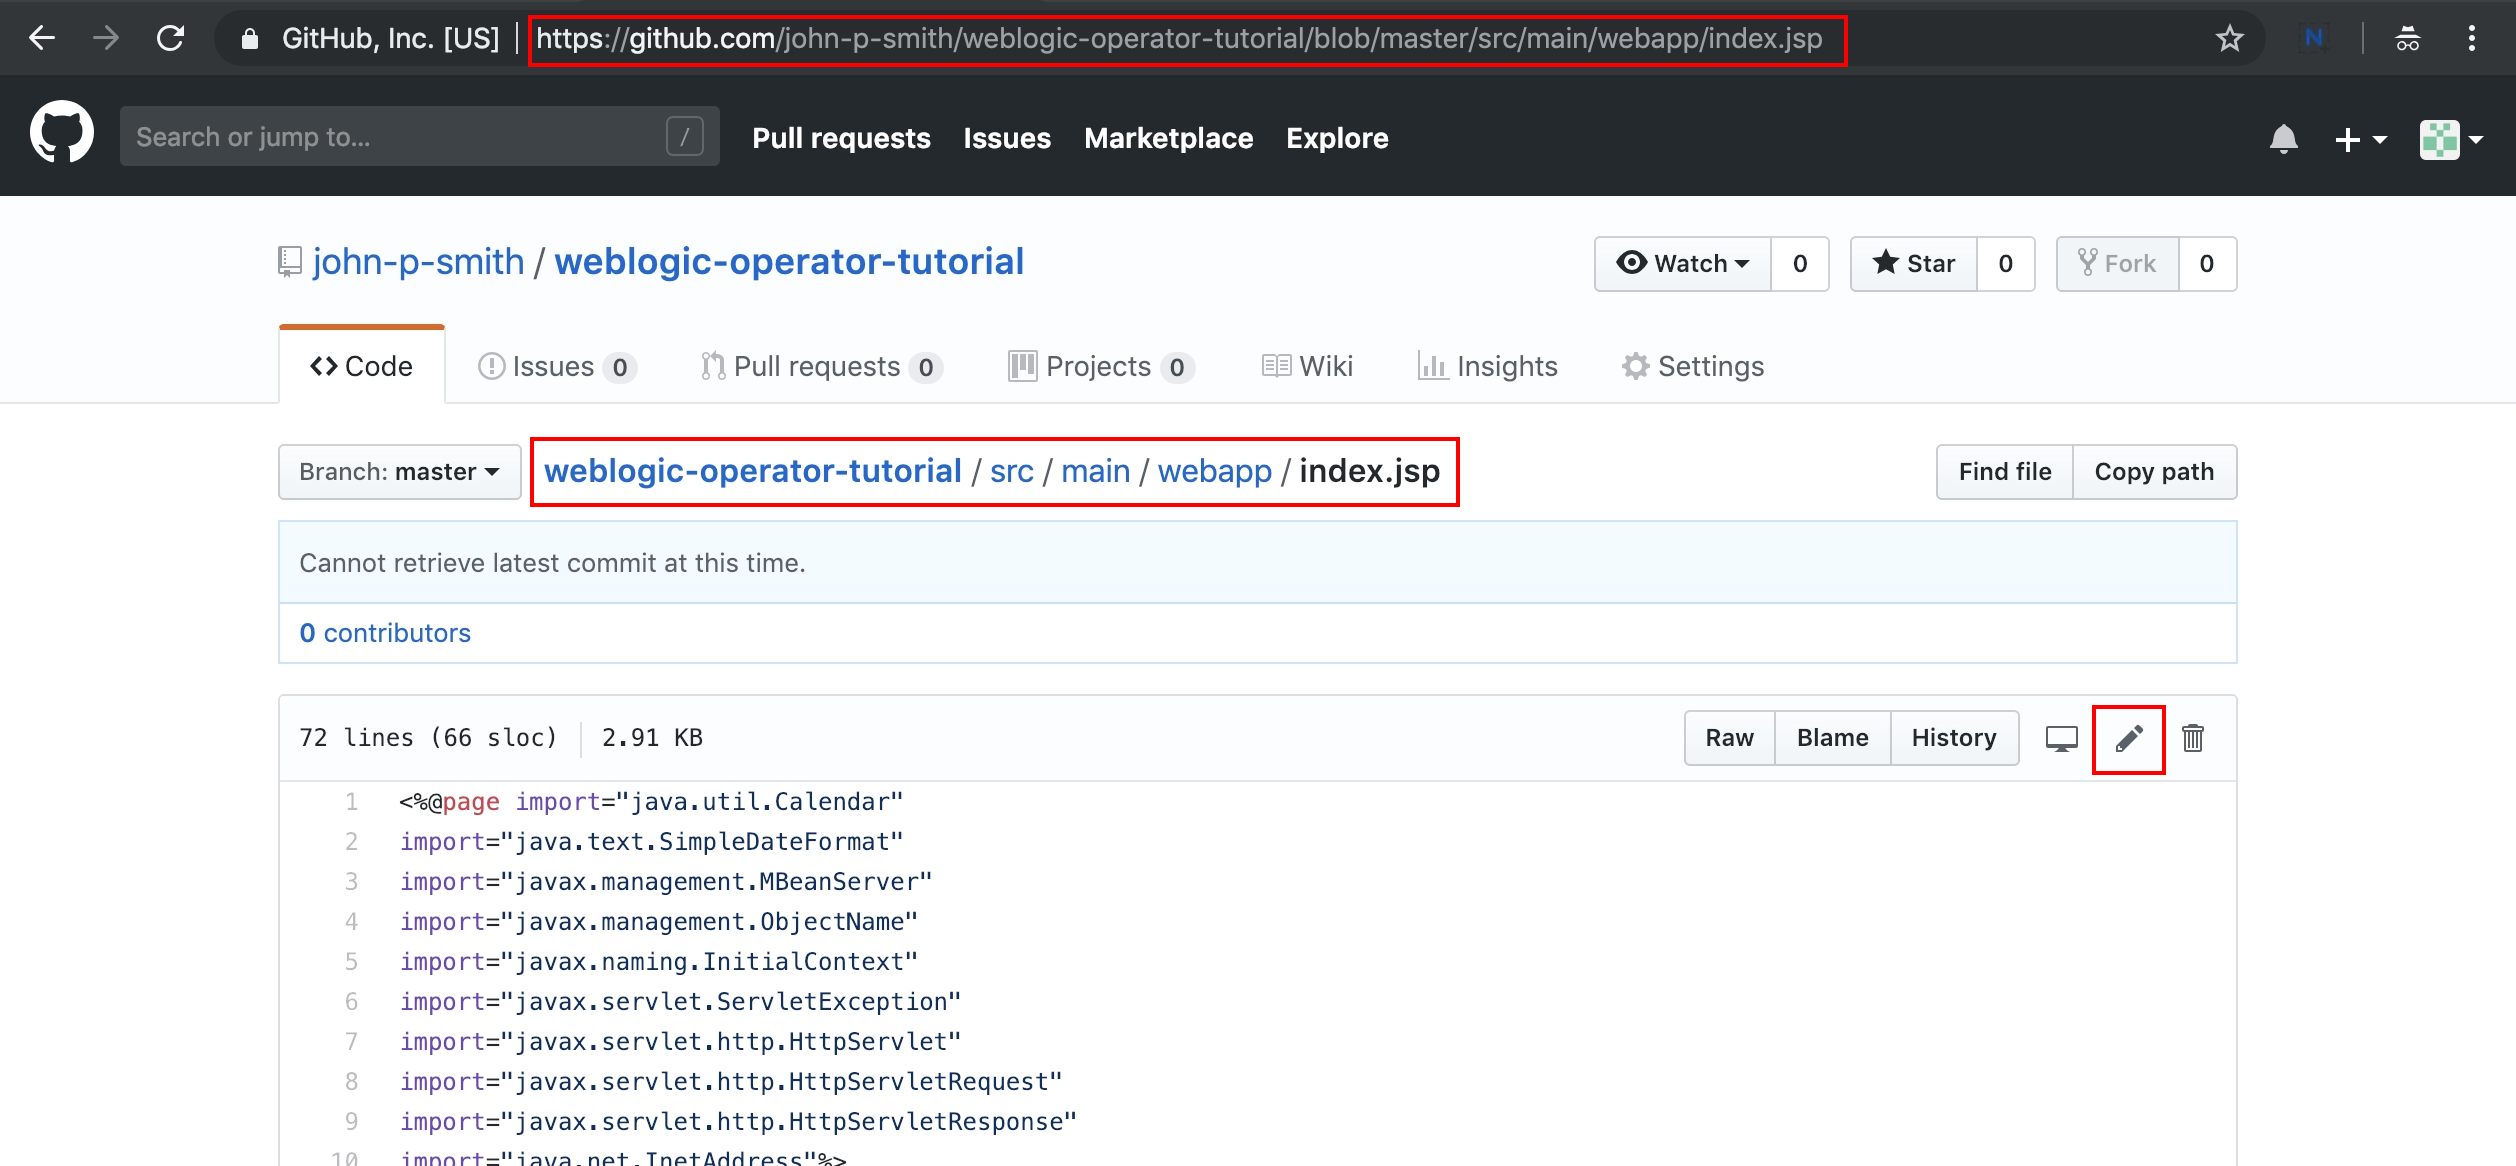 GitHub, Inc. [US] | https://github.com/john-p-smith/weblogic-operator-tutorial/blob/master/src/main/webapp/index.jsp N
Search or jump to... / Pull requests Issues Marketplace Explore
john-p-smith / weblogic-operator-tutorial Watch 0 Star 0 Fork 0
Code Issues 0 Pull requests 0 Projects 0 Wiki Insights Settings
Branch: master weblogic-operator-tutorial / src / main / webapp / index.jsp Find file Copy path
Cannot retrieve latest commit at this time.
0 contributors
72 lines (66 sloc) 2.91 KB Raw Blame History
1 <%@page import="java.util.Calendar"
2 import="java.text.SimpleDateFormat"
3 import="javax.management.MBeanServer"
4 import="javax.management.ObjectName"
5 import="javax.naming.InitialContext"
6 import="javax.servlet.ServletException"
7 import="javax.servlet.http.HttpServlet"
8 import="javax.servlet.http.HttpServletRequest"
9 import="javax.servlet.http.HttpServletResponse"
10 import="java.net.InetAddress"%>